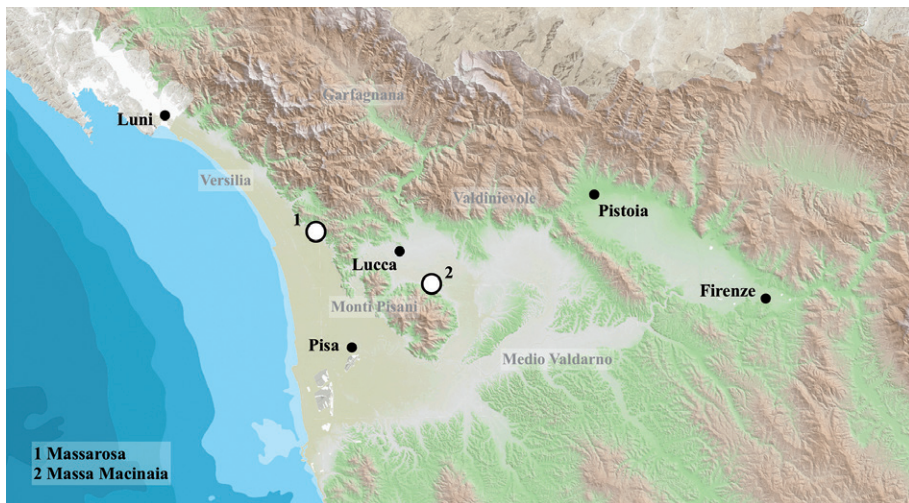 Garfagnana
Luni
Versilia
Valdinievole
Pistoia
1
Lucca
2
Firenze
Monti Pisani
Pisa
Medio Valdarno
1 Massarosa
2 Massa Macinaia